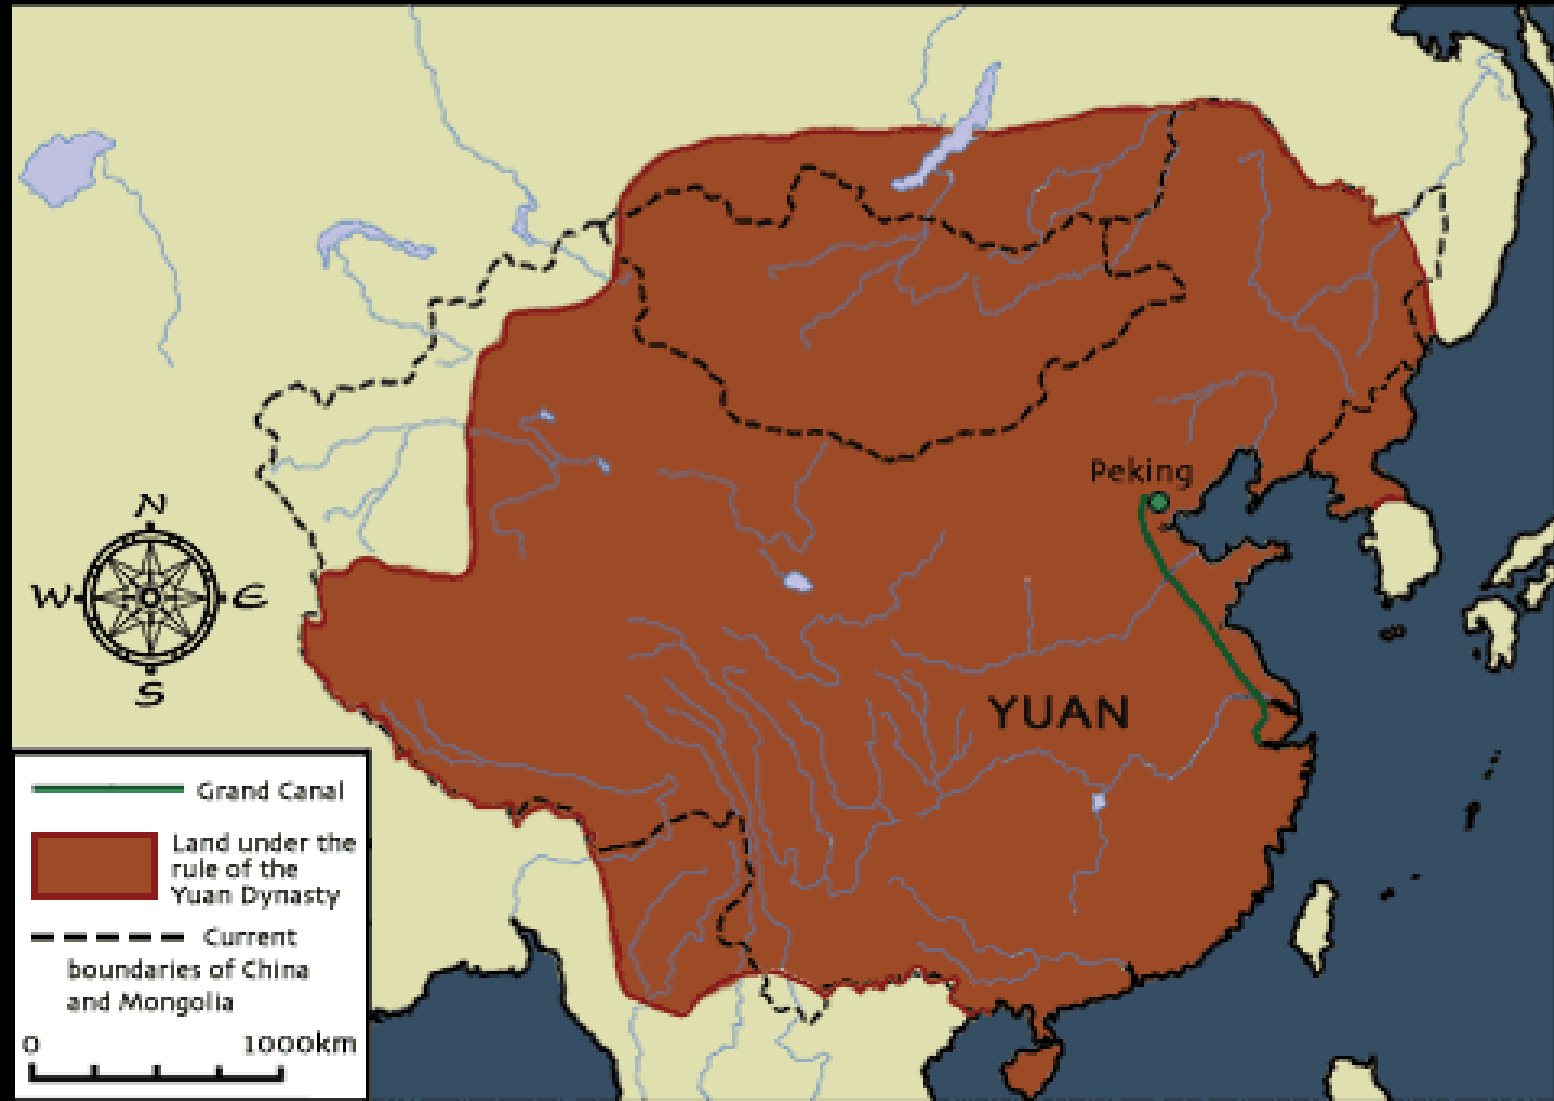 Peking
N
W
E
S
YUAN
Grand Canal
Land under the
rule of the
Yuan Dynasty
Current
boundaries of China
and Mongolia
0 1000km